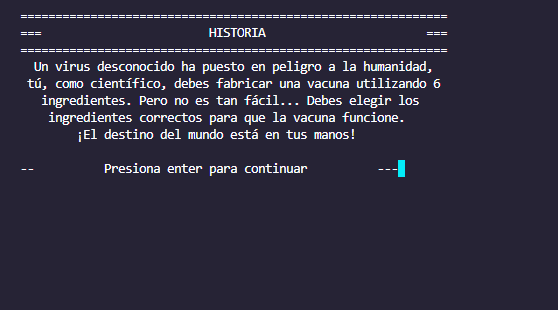 =============================================================
===                        HISTORIA                       ===
=============================================================
Un virus desconocido ha puesto en peligro a la humanidad,
tú, como científico, debes fabricar una vacuna utilizando 6
ingredientes. Pero no es tan fácil... Debes elegir los
ingredientes correctos para que la vacuna funcione.
¡El destino del mundo está en tus manos!
--          Presiona enter para continuar          ---